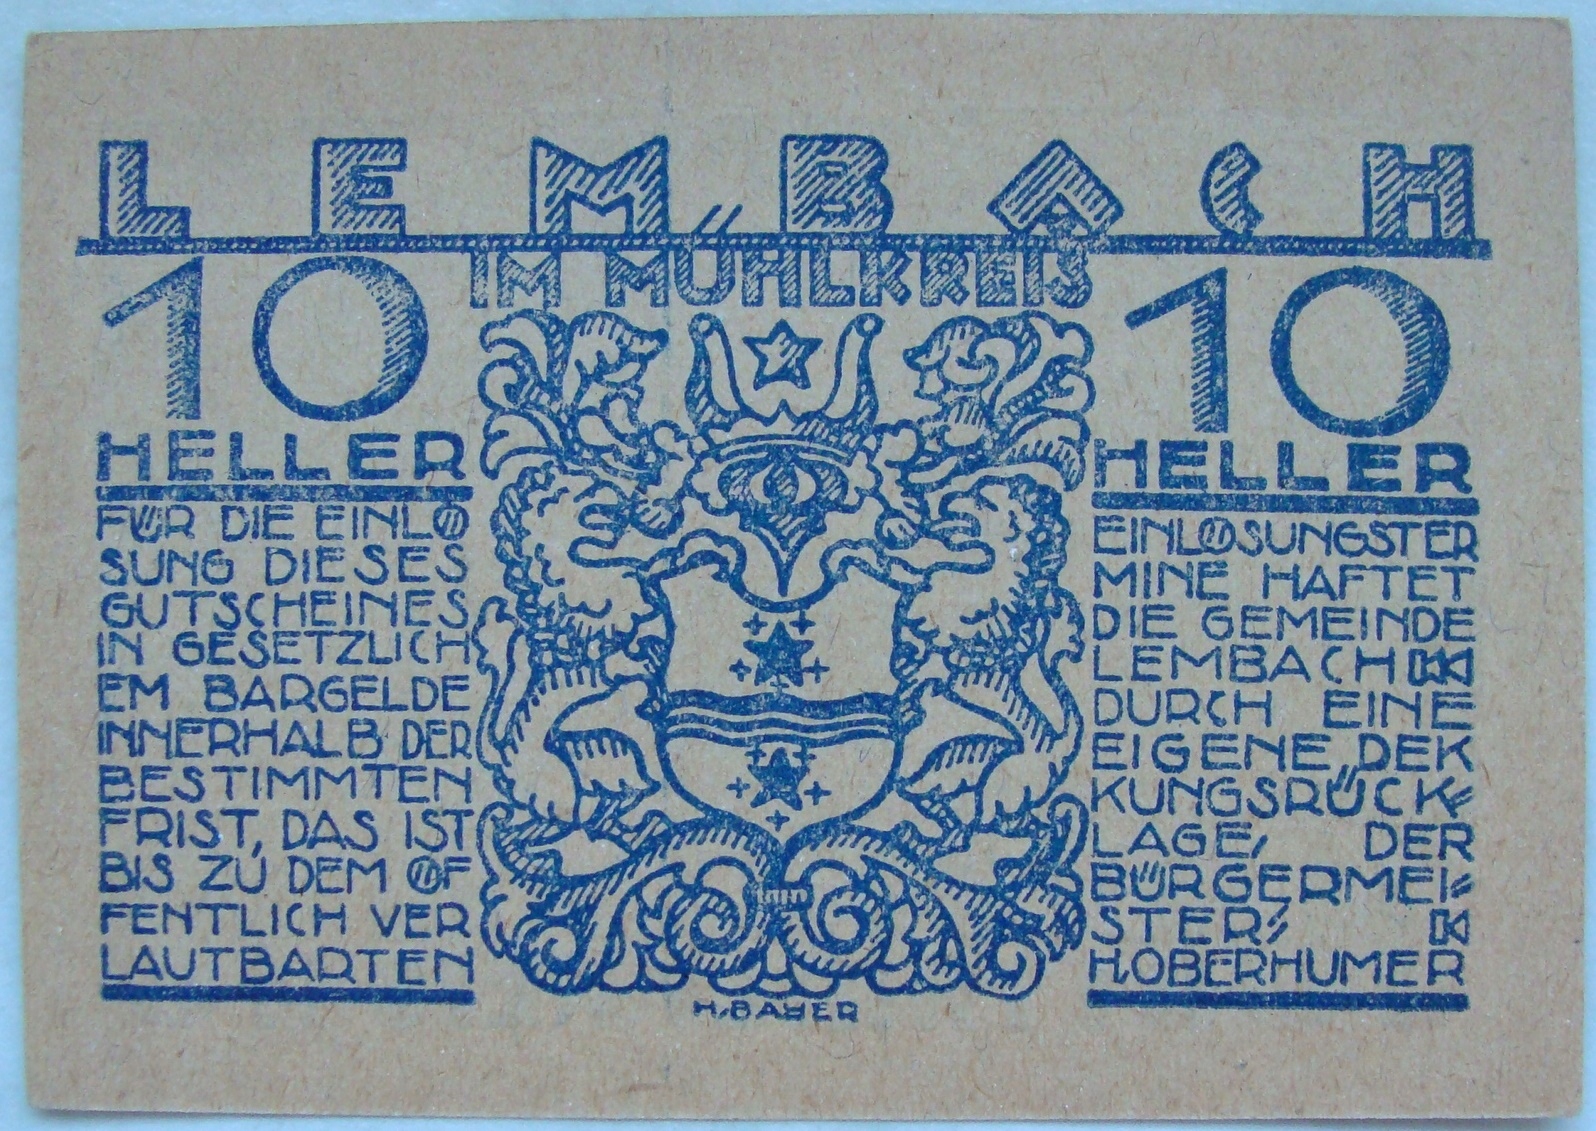 LEMBACH
IM MÜHLKREIS
10
HELLER
FÜR DIE EINLÖ
SUNG DIESES
GUTSCHEINES
IN GESETZLICH
EM BARGELDE
INNERHALB DER
BESTIMMTEN
FRIST, DAS IST
BIS ZU DEM ÖF
FENTLICH VER
LAUTBARTEN
10
HELLER
EINLÖSUNGSTER
MINE HAFTET
DIE GEMEINDE
LEMBACH
DURCH EINE
EIGENE DEK
KUNGSRÜCK=
LAGE, DER
BÜRGERMEI=
STER,
H.OBERHUMER
H.BAYER